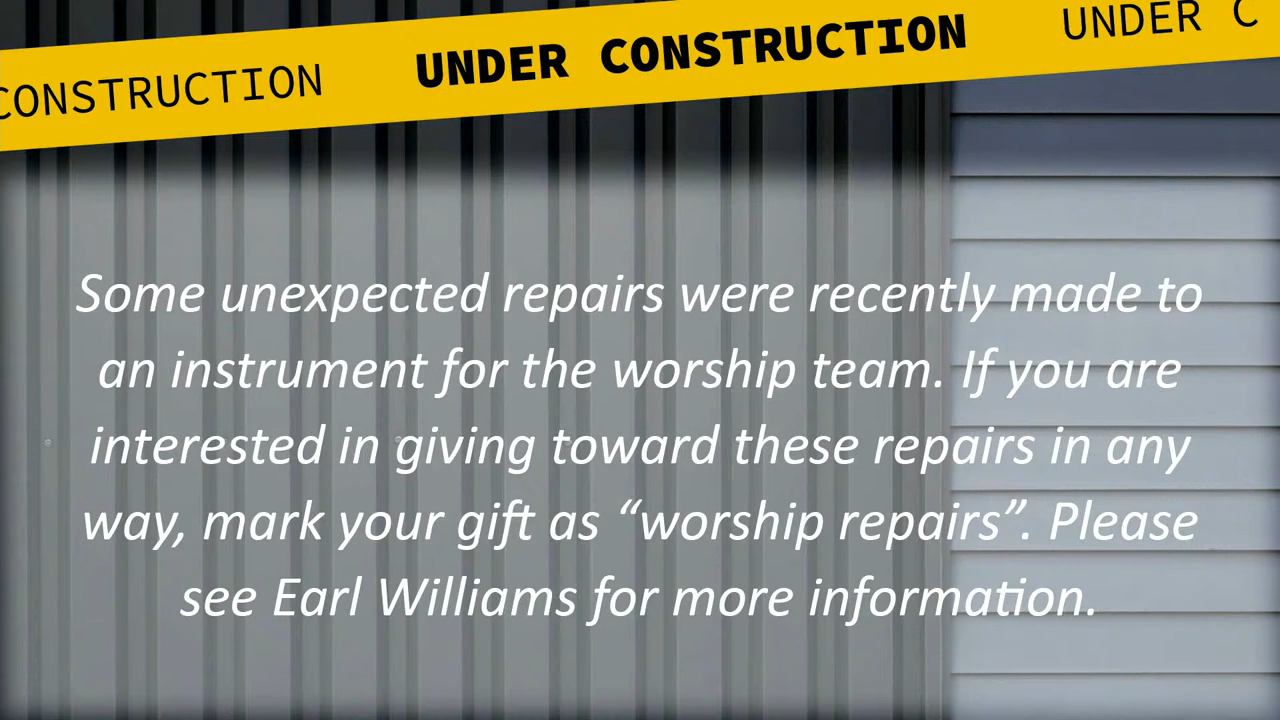 CONSTRUCTION UNDER CONSTRUCTION UNDER C
Some unexpected repairs were recently made to
an instrument for the worship team. If you are
interested in giving toward these repairs in any
way, mark your gift as “worship repairs”. Please
see Earl Williams for more information.